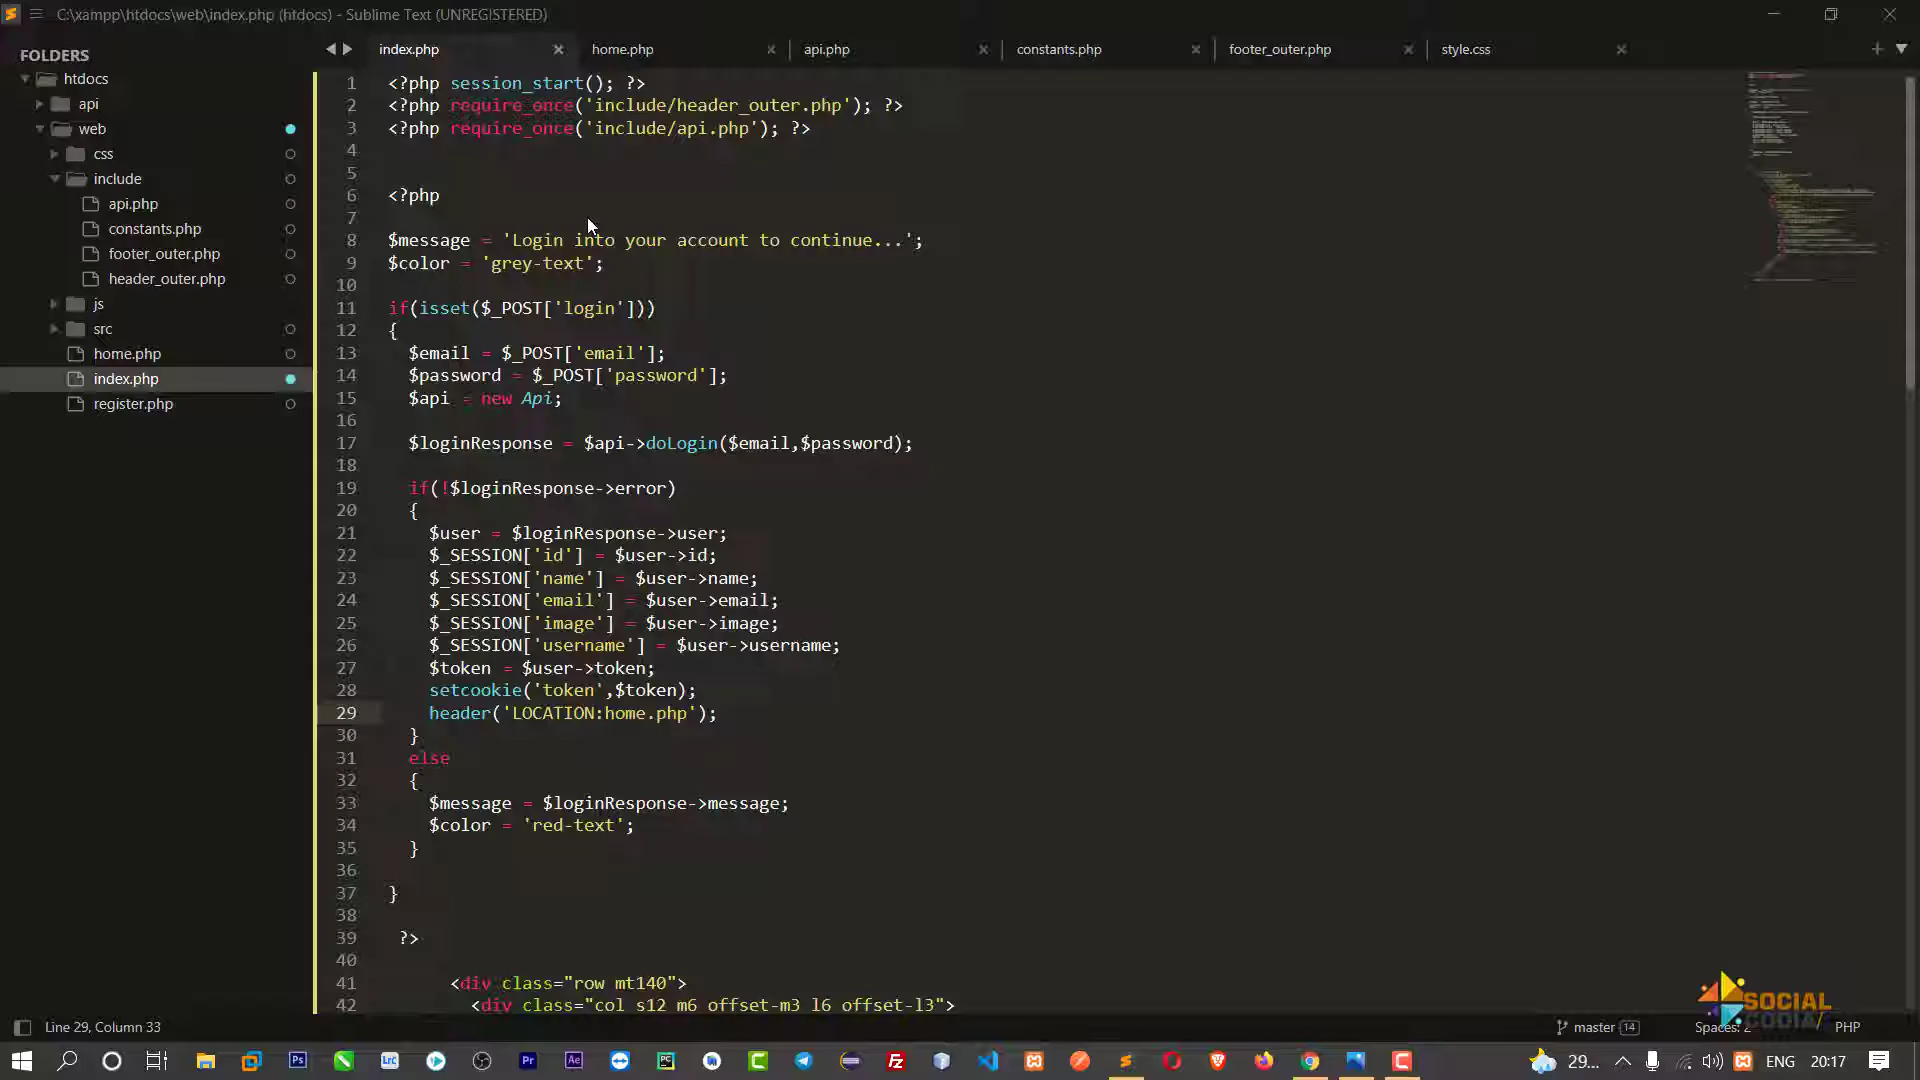 C:\xampp\htdocs\web\index.php (htdocs) - Sublime Text (UNREGISTERED)
FOLDERS
htdocs
api
web
css
include
api.php
constants.php
footer_outer.php
header_outer.php
js
src
home.php
index.php
register.php
index.php
home.php
api.php
constants.php
footer_outer.php
style.css
1 <?php session_start(); ?>
2 <?php require_once('include/header_outer.php'); ?>
3 <?php require_once('include/api.php'); ?>
4
5
6 <?php
7
8 $message = 'Login into your account to continue...';
9 $color = 'grey-text';
10
11 if(isset($_POST['login']))
12 {
13 $email = $_POST['email'];
14 $password = $_POST['password'];
15 $api = new Api;
16
17 $loginResponse = $api->doLogin($email,$password);
18
19 if(!$loginResponse->error)
20 {
21 $user = $loginResponse->user;
22 $_SESSION['id'] = $user->id;
23 $_SESSION['name'] = $user->name;
24 $_SESSION['email'] = $user->email;
25 $_SESSION['image'] = $user->image;
26 $_SESSION['username'] = $user->username;
27 $token = $user->token;
28 setcookie('token',$token);
29 header('LOCATION:home.php');
30 }
31 else
32 {
33 $message = $loginResponse->message;
34 $color = 'red-text';
35 }
36
37 }
38
39 ?>
40
41 <div class="row mt140">
42 <div class="col s12 m6 offset-m3 l6 offset-l3">
SOCIAL
CODIA/
Line 29, Column 33
master 14
Spaces: 2
PHP
Ps
Lrc
Pr
Ae
PC
29...
ENG
20:17